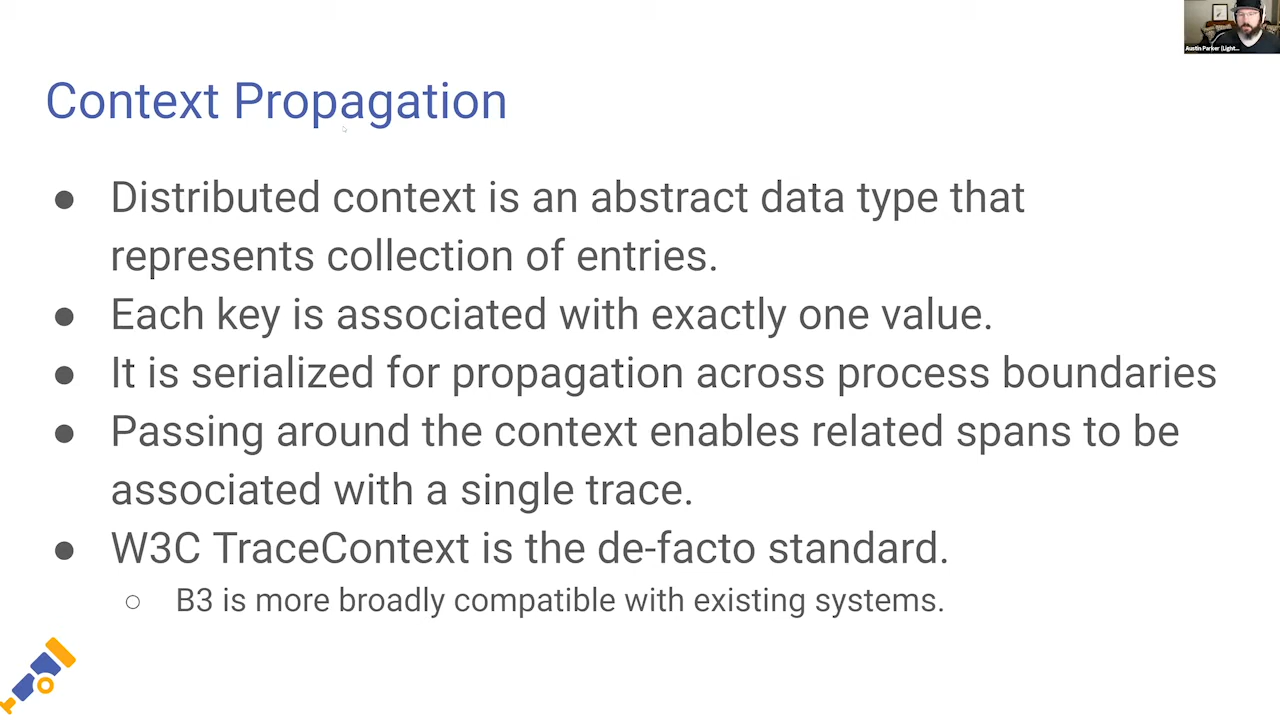 Austin Parker (Light...
Context Propagation
● Distributed context is an abstract data type that
represents collection of entries.
● Each key is associated with exactly one value.
● It is serialized for propagation across process boundaries
● Passing around the context enables related spans to be
associated with a single trace.
● W3C TraceContext is the de-facto standard.
○ B3 is more broadly compatible with existing systems.